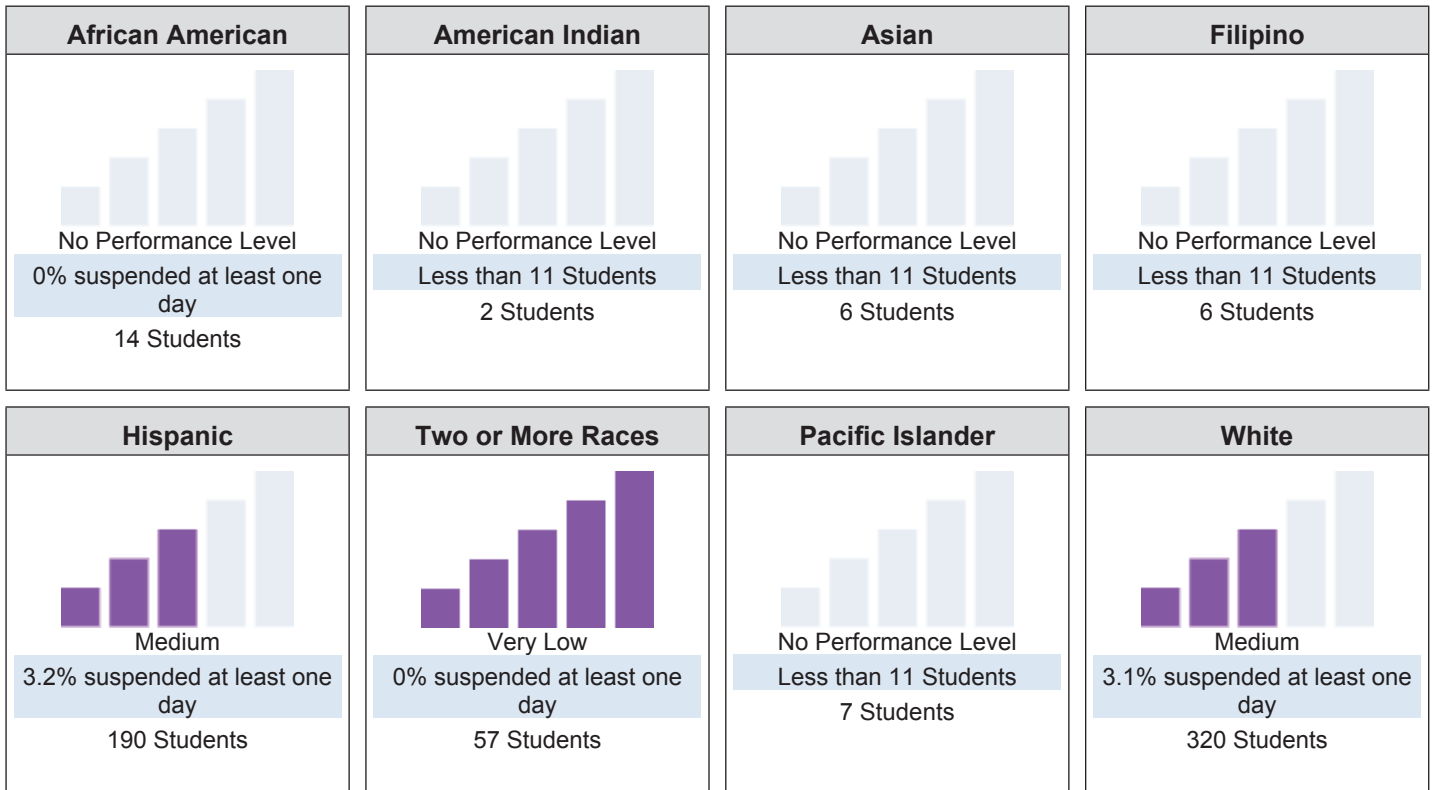 African American
No Performance Level
0% suspended at least one
day
14 Students
American Indian
No Performance Level
Less than 11 Students
2 Students
Asian
No Performance Level
Less than 11 Students
6 Students
Filipino
No Performance Level
Less than 11 Students
6 Students
Hispanic
Medium
3.2% suspended at least one
day
190 Students
Two or More Races
Very Low
0% suspended at least one
day
57 Students
Pacific Islander
No Performance Level
Less than 11 Students
7 Students
White
Medium
3.1% suspended at least one
day
320 Students